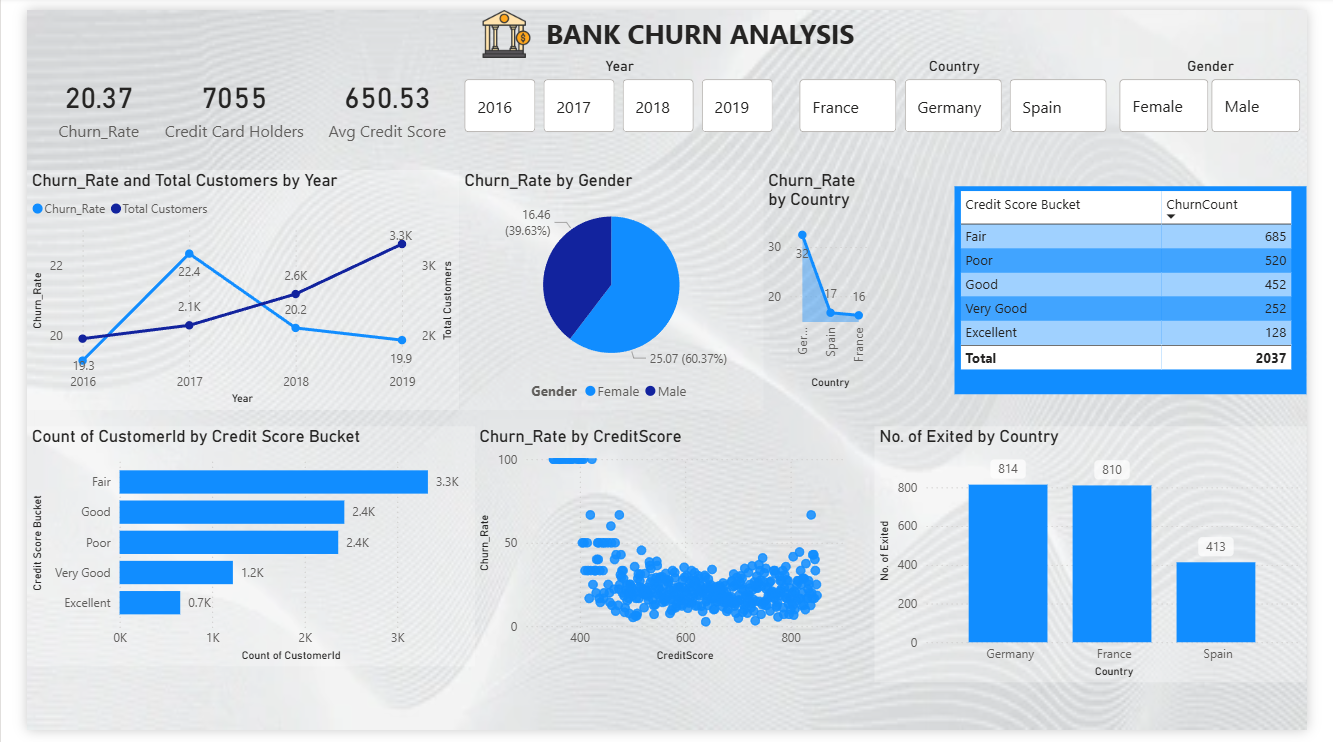 BANK CHURN ANALYSIS
Year
Country
Gender
20.37
7055
650.53
Churn_Rate
Credit Card Holders
Avg Credit Score
2016
2017
2018
2019
France
Germany
Spain
Female
Male
Churn_Rate and Total Customers by Year
Churn_Rate
Total Customers
Churn_Rate
22
20
19.3
22.4
20.2
19.9
2.1K
2.6K
3.3K
3K
2K
Total Customers
2016
2017
2018
2019
Year
Churn_Rate by Gender
16.46
(39.63%)
25.07 (60.37%)
Gender
Female
Male
Churn_Rate
by Country
30
20
32
17
16
Ger...
Spain
France
Country
Credit Score Bucket ChurnCount
Fair 685
Poor 520
Good 452
Very Good 252
Excellent 128
Total 2037
Count of CustomerId by Credit Score Bucket
Credit Score Bucket
Fair 3.3K
Good 2.4K
Poor 2.4K
Very Good 1.2K
Excellent 0.7K
0K 1K 2K 3K
Count of CustomerId
Churn_Rate by CreditScore
Churn_Rate
100
50
0
400 600 800
CreditScore
No. of Exited by Country
No. of Exited
800
600
400
200
0
814
810
413
Germany
France
Spain
Country